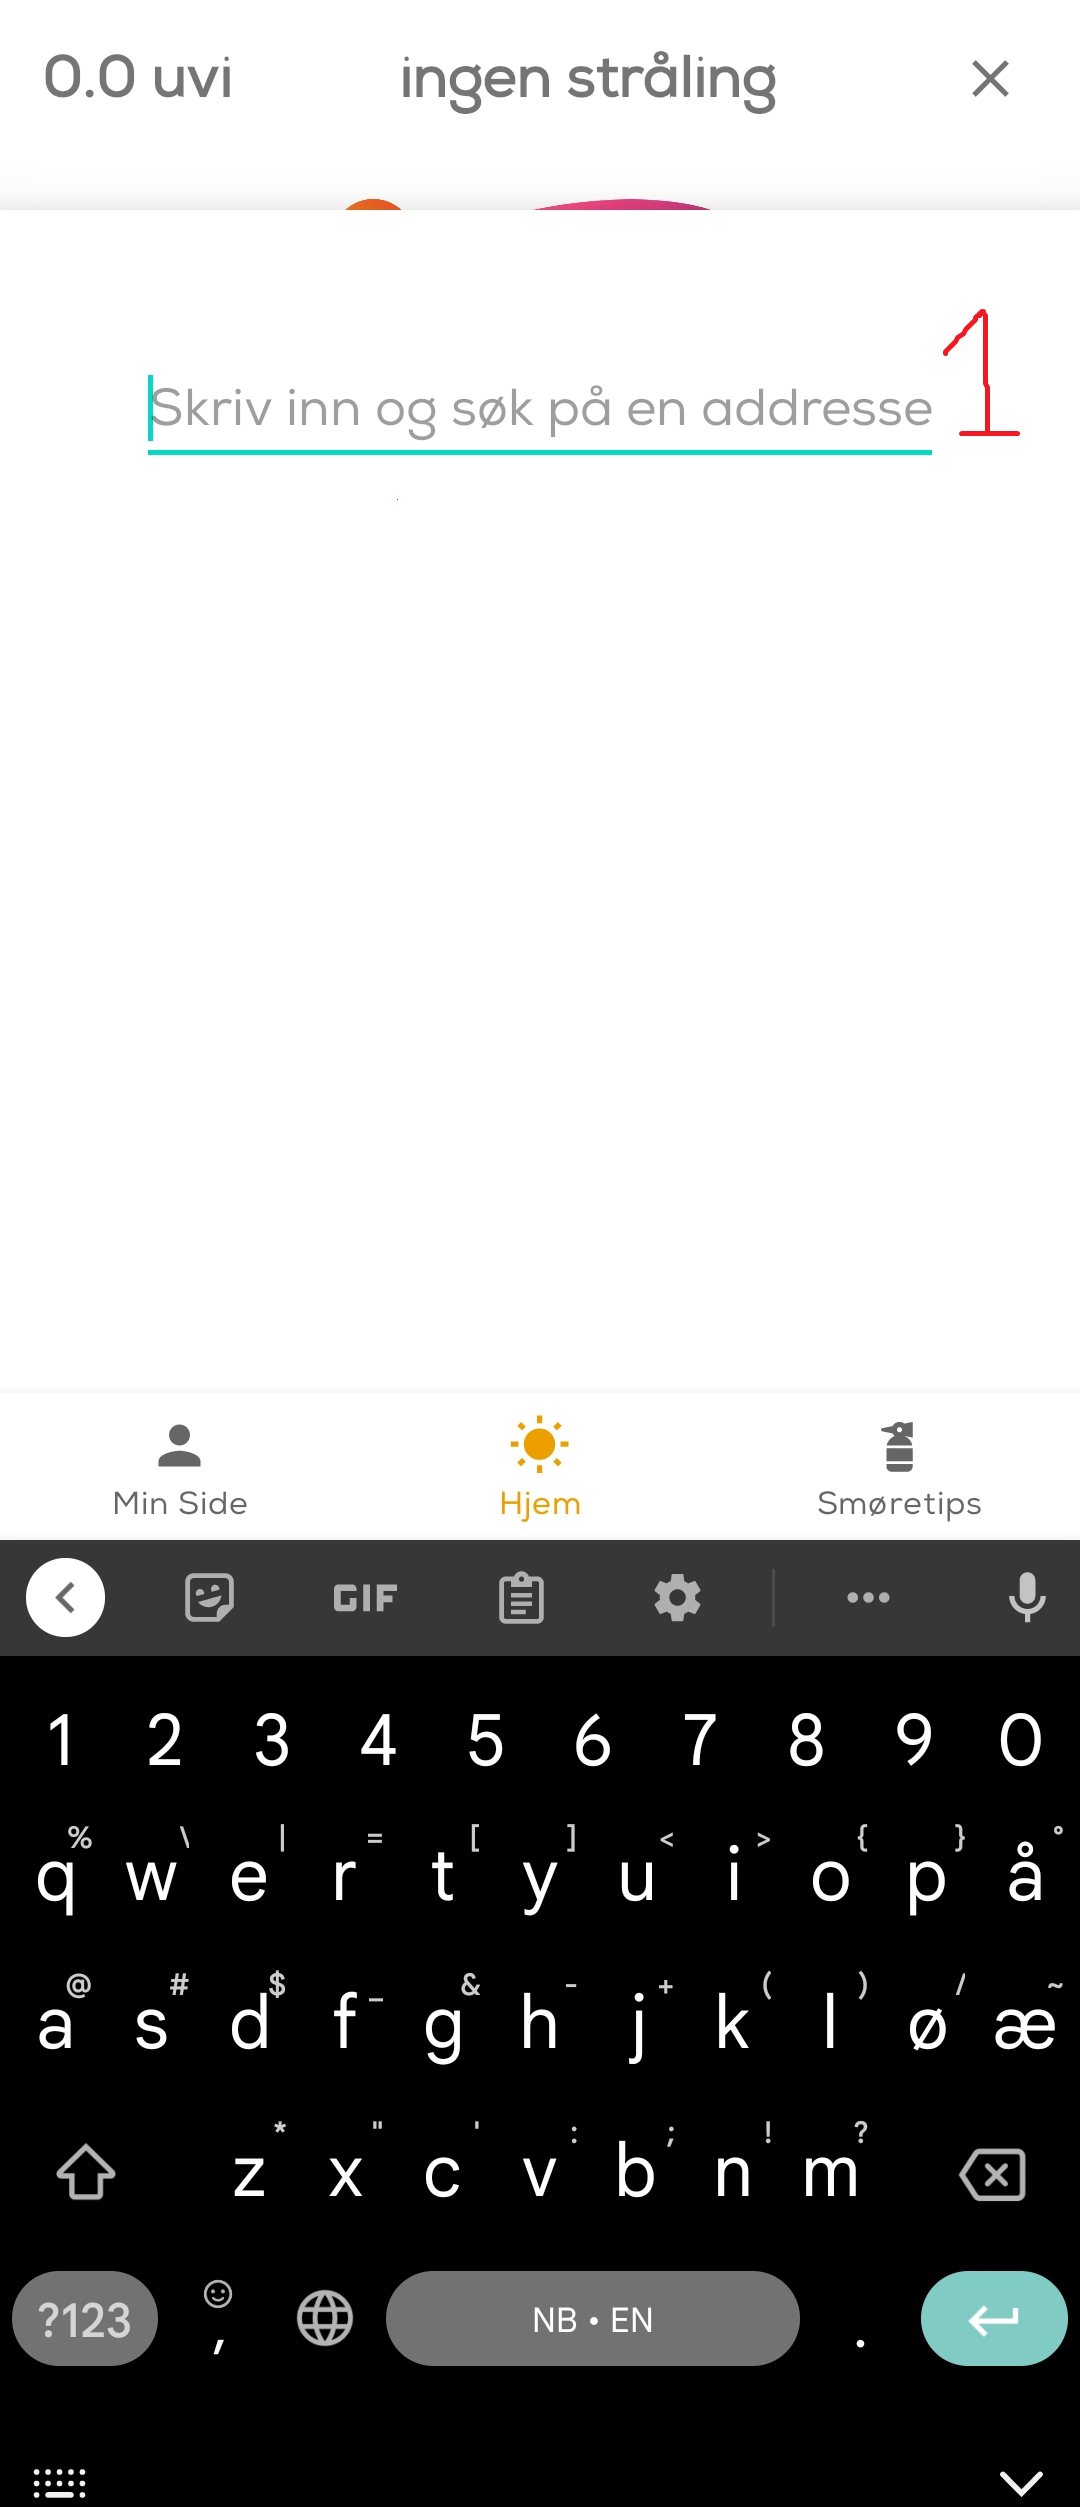 0.0 uvi ingen stråling
Skriv inn og søk på en addresse 1
Min Side Hjem Smøretips
GIF
1 2 3 4 5 6 7 8 9 0
% \ | = [ ] < > { } °
q w e r t y u i o p å
@ # $ _ & - + ( ) / ~
a s d f g h j k l ø æ
* " ' : ; ! ?
z x c v b n m
?123 , NB • EN .